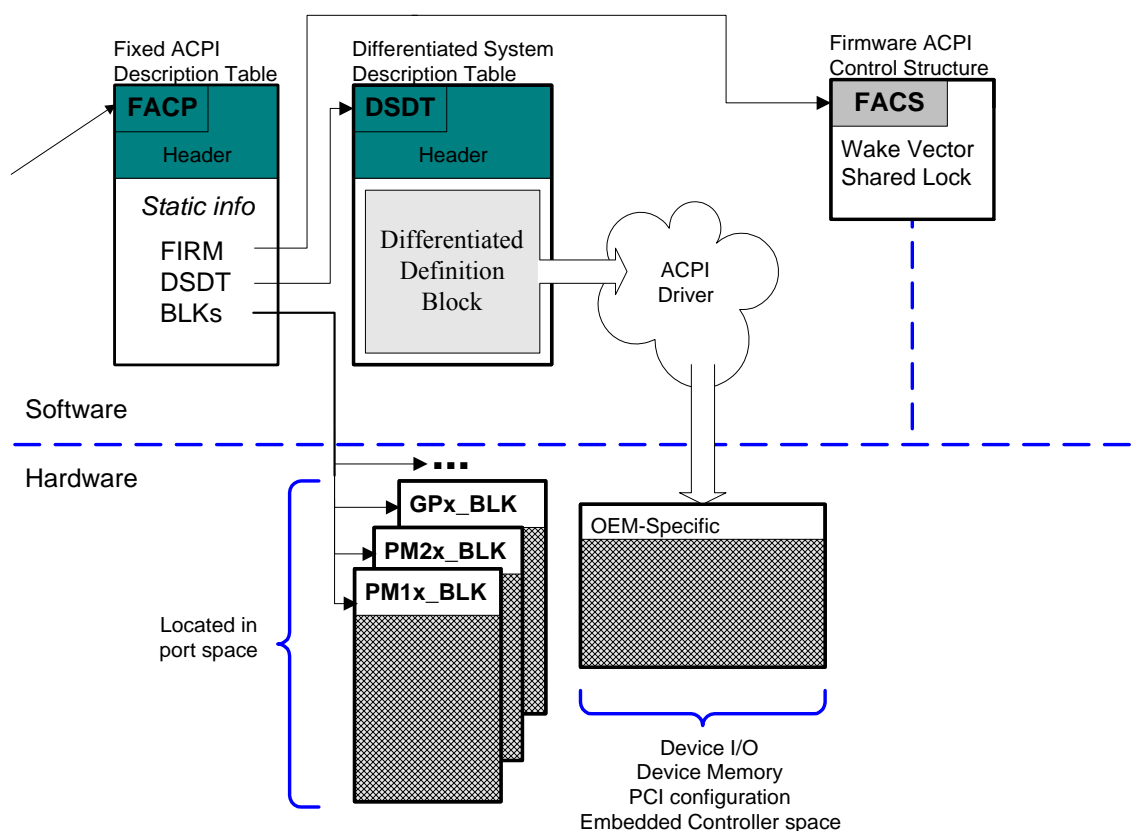 Fixed ACPI
Description Table
FACP
Header
Static info
FIRM
DSDT
BLKs
Differentiated System
Description Table
DSDT
Header
Differentiated
Definition
Block
ACPI
Driver
Firmware ACPI
Control Structure
FACS
Wake Vector
Shared Lock
Software
Hardware
...
GPx_BLK
PM2x_BLK
PM1x_BLK
Located in
port space
OEM-Specific
Device I/O
Device Memory
PCI configuration
Embedded Controller space